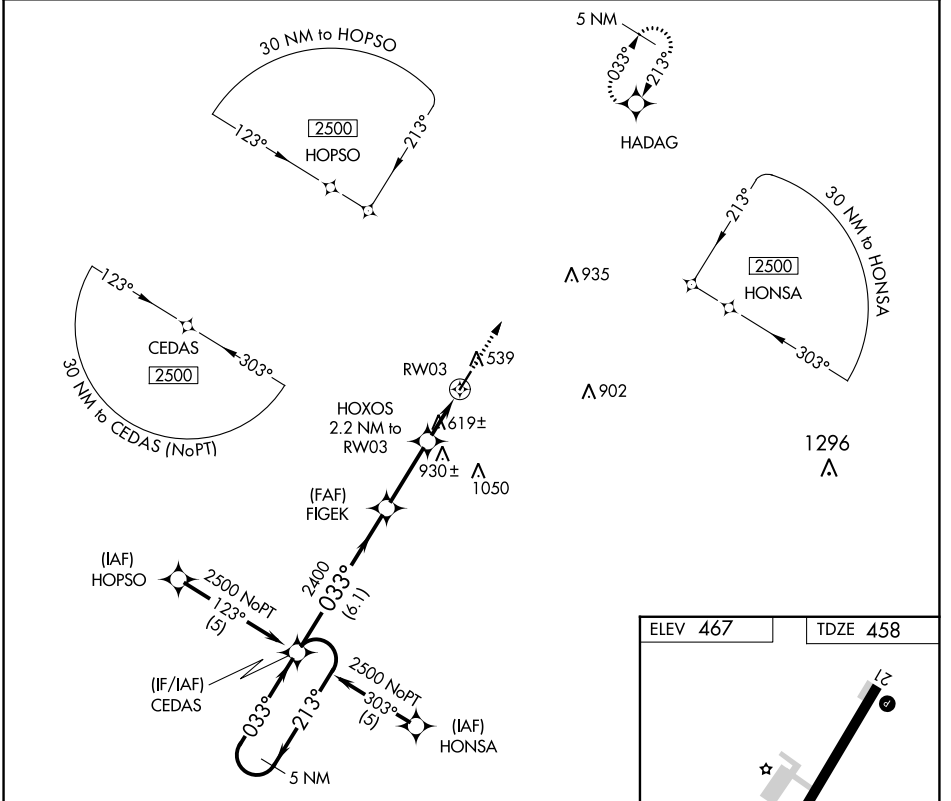 30 NM to HOPSO
123°
2500
HOPSO
213°
5 NM
033°
213°
HADAG
213°
30 NM to HONSA
2500
HONSA
303°
935
123°
CEDAS
2500
303°
30 NM to CEDAS (NoPT)
RW03
539
902
HOXOS
2.2 NM to
RW03
619±
930±
1050
1296
(FAF)
FIGEK
(IAF)
HOPSO
2500 NoPT
123°
(5)
2400
033°
(6.1)
(IF/IAF)
CEDAS
033°
213°
5 NM
2500 NoPT
303°
(5)
(IAF)
HONSA
ELEV 467
TDZE 458
21
P